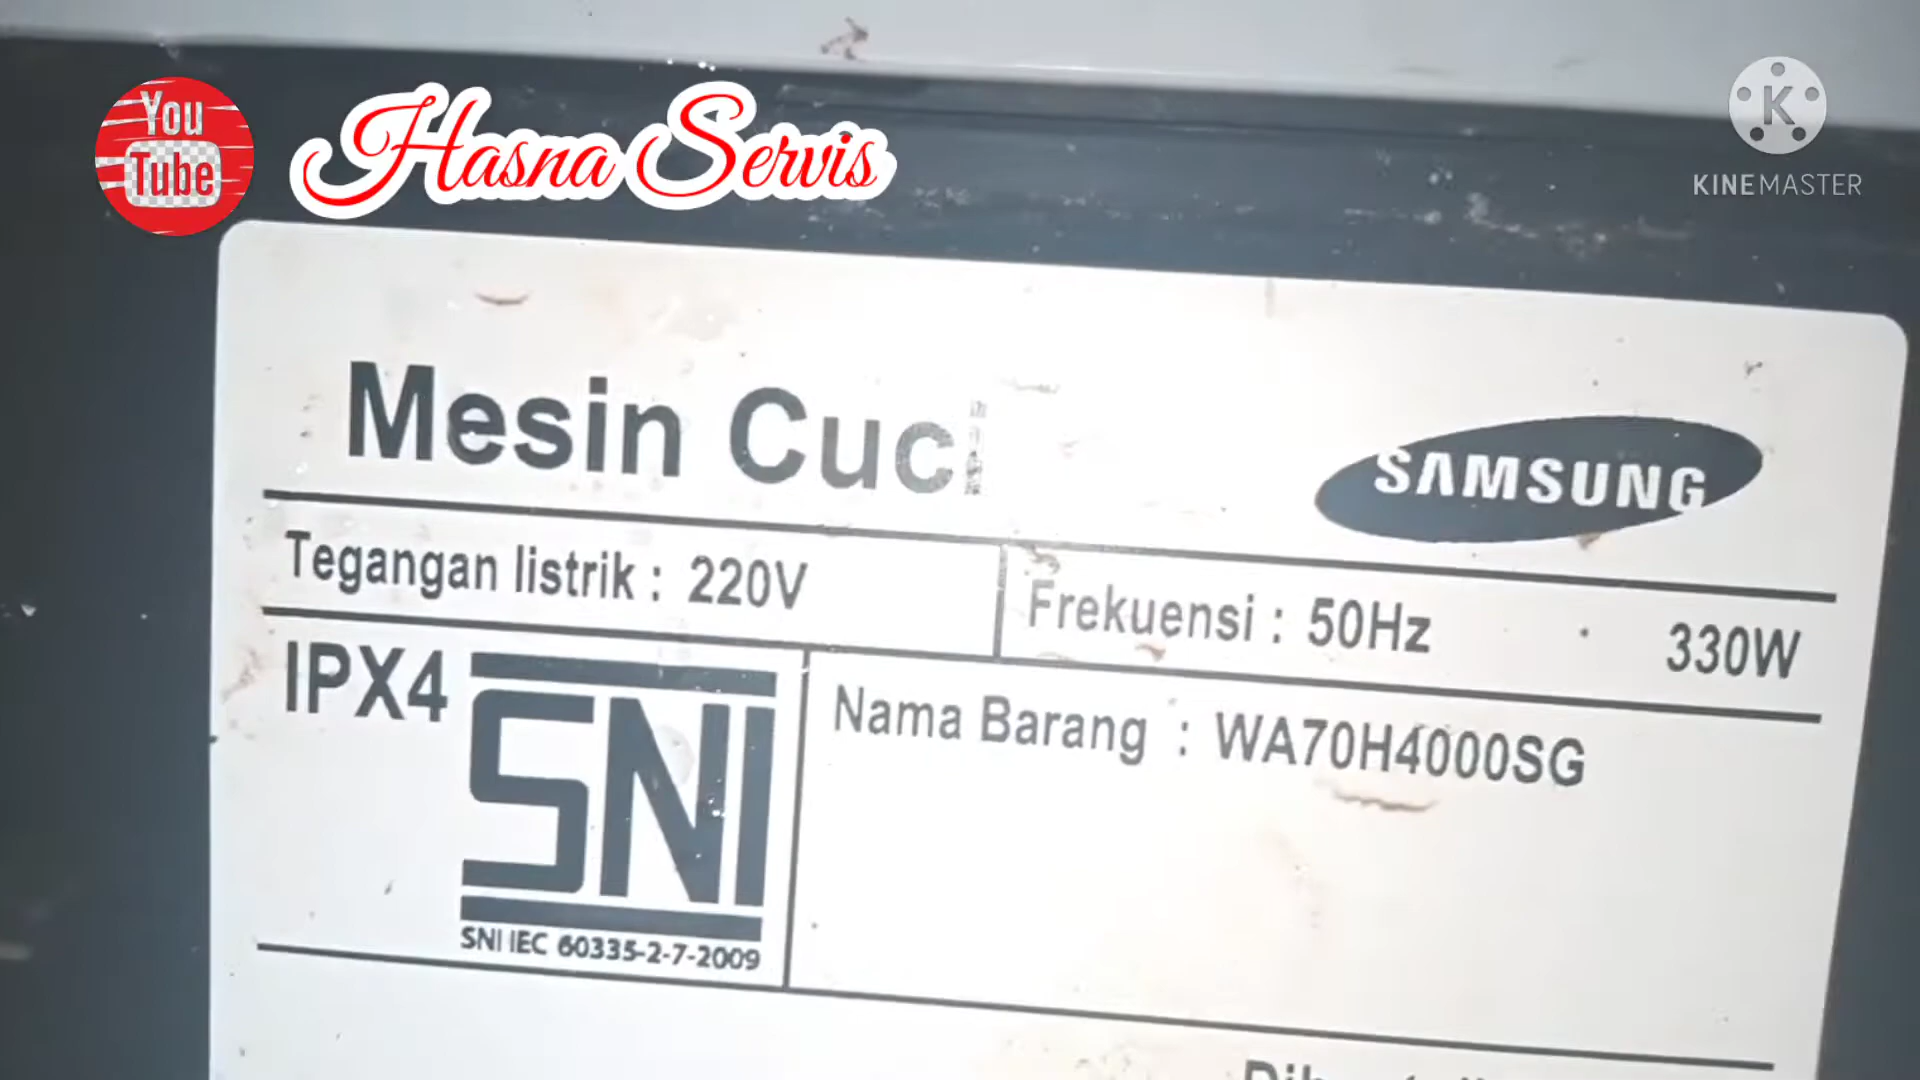 You
Tube
Hasna Servis
K
KINEMASTER
Mesin Cuci
SAMSUNG
Tegangan listrik : 220V
Frekuensi : 50Hz
330W
IPX4
SNI
SNI IEC 60335-2-7-2009
Nama Barang : WA70H4000SG